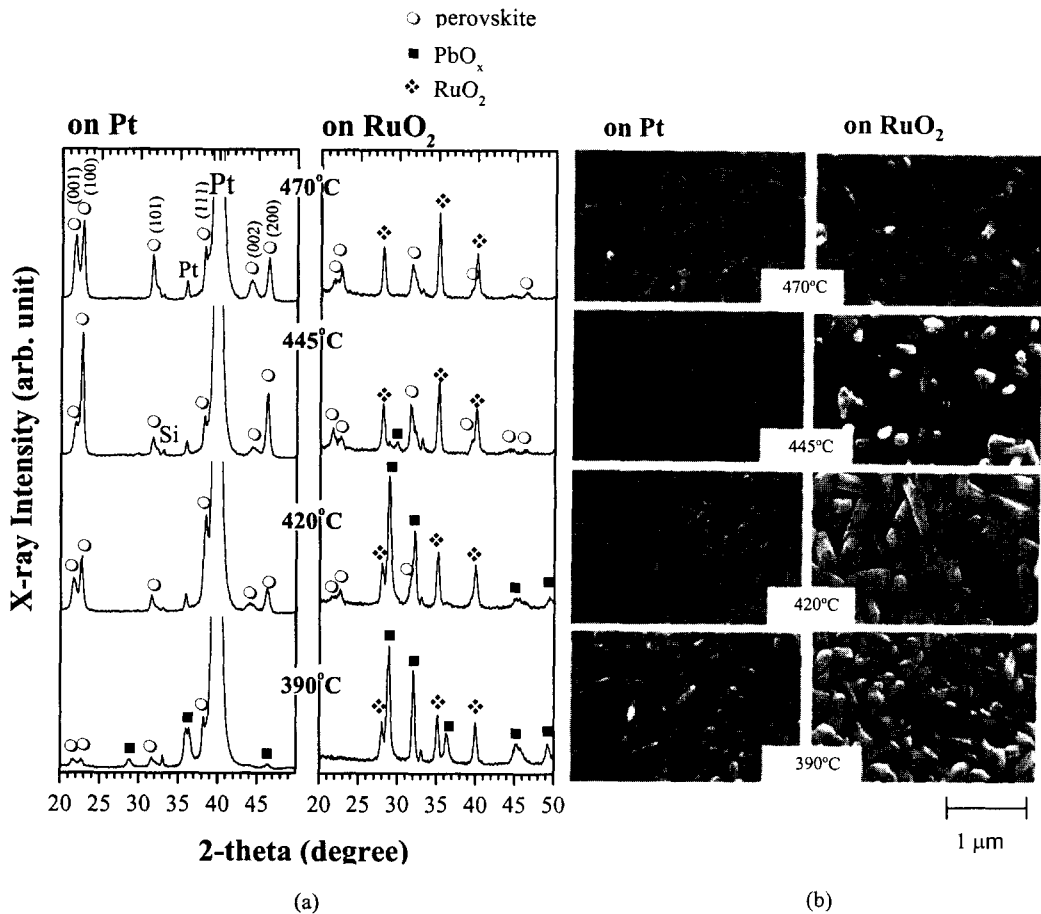 perovskite
PbOx
RuO2
on Pt
on RuO2
on Pt
on RuO2
X-ray Intensity (arb. unit)
(001)
(100)
(101)
Pt
(111)
Pt
(002)
(200)
470°C
445°C
Si
420°C
390°C
470°C
445°C
420°C
390°C
20 25 30 35 40 45
20 25 30 35 40 45 50
2-theta (degree)
1 μm
(a)
(b)